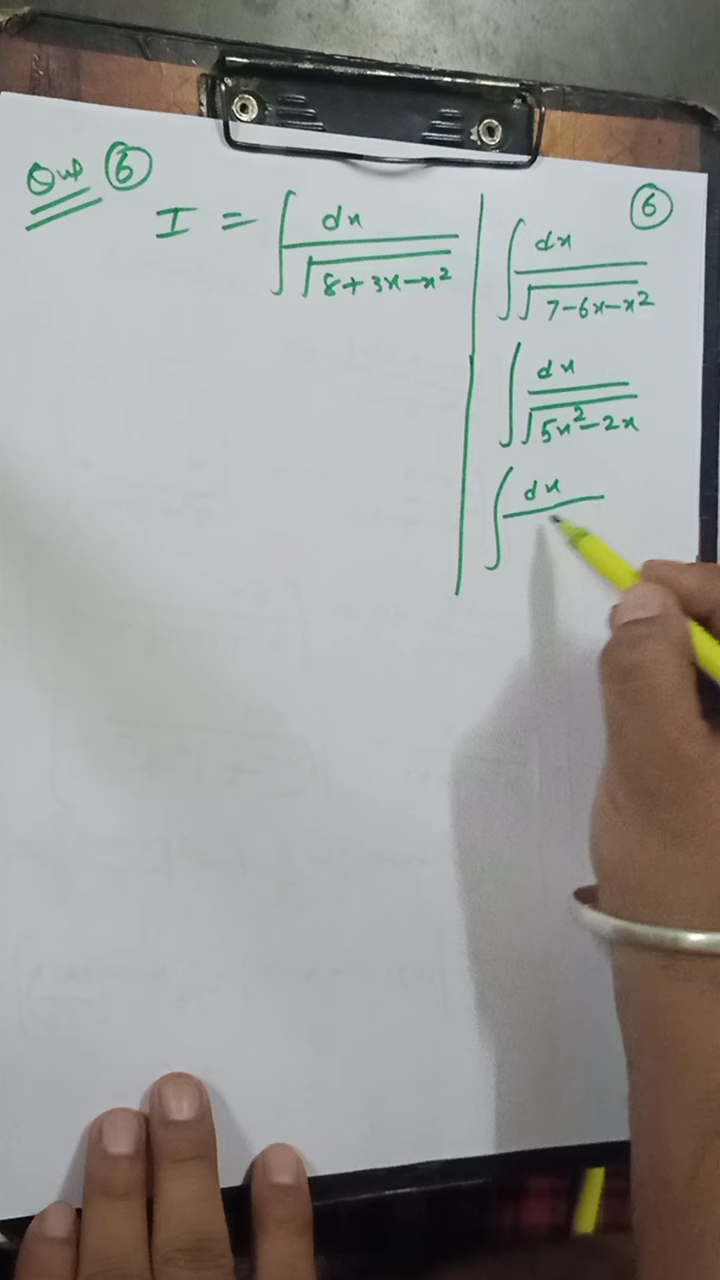 Que ⑥
I = ∫ dx / √(8+3x-x²)
⑥
∫ dx / √(7-6x-x²)
∫ dx / √(5x²-2x)
∫ dx